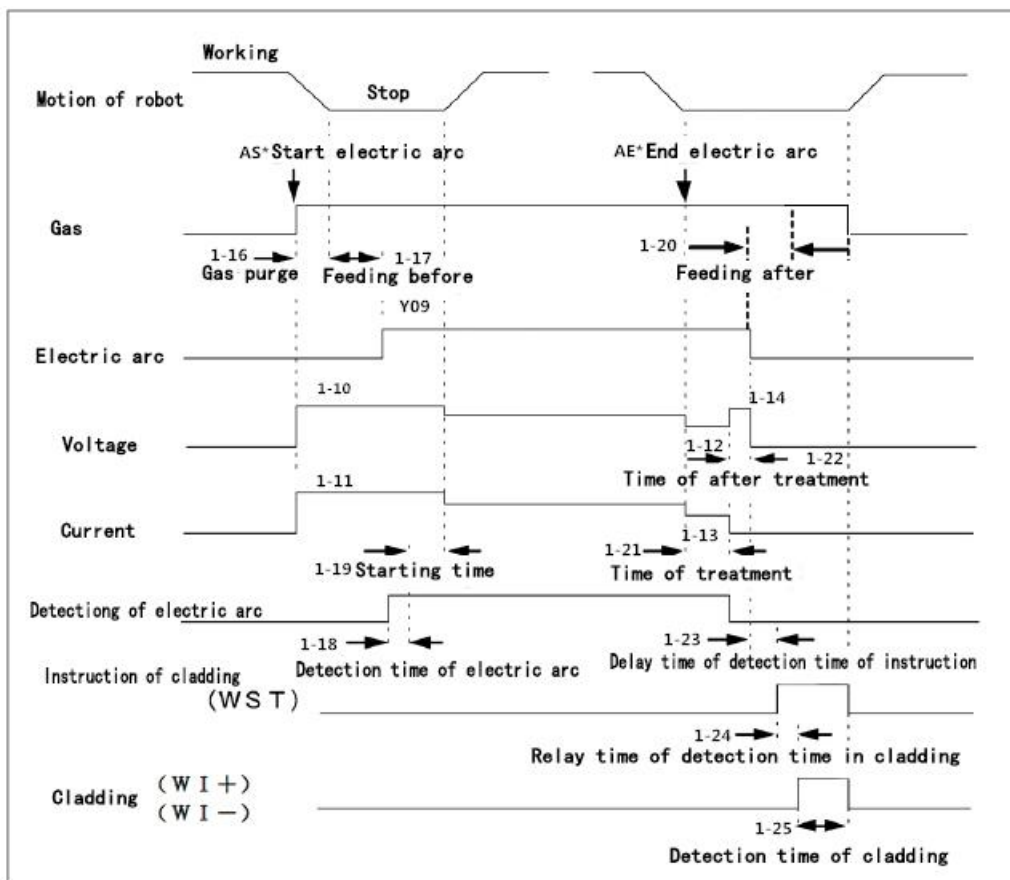 Working
Motion of robot
Stop
AS*Start electric arc
AE*End electric arc
Gas
1-16
Gas purge
1-17
Feeding before
1-20
Feeding after
Y09
Electric arc
1-10
1-14
Voltage
1-12
1-22
Time of after treatment
1-11
Current
1-13
1-19
Starting time
1-21
Time of treatment
Detectiong of electric arc
1-18
Detection time of electric arc
1-23
Delay time of detection time of instruction
Instruction of cladding
(WST)
1-24
Relay time of detection time in cladding
Cladding
(WI+)
(WI−)
1-25
Detection time of cladding